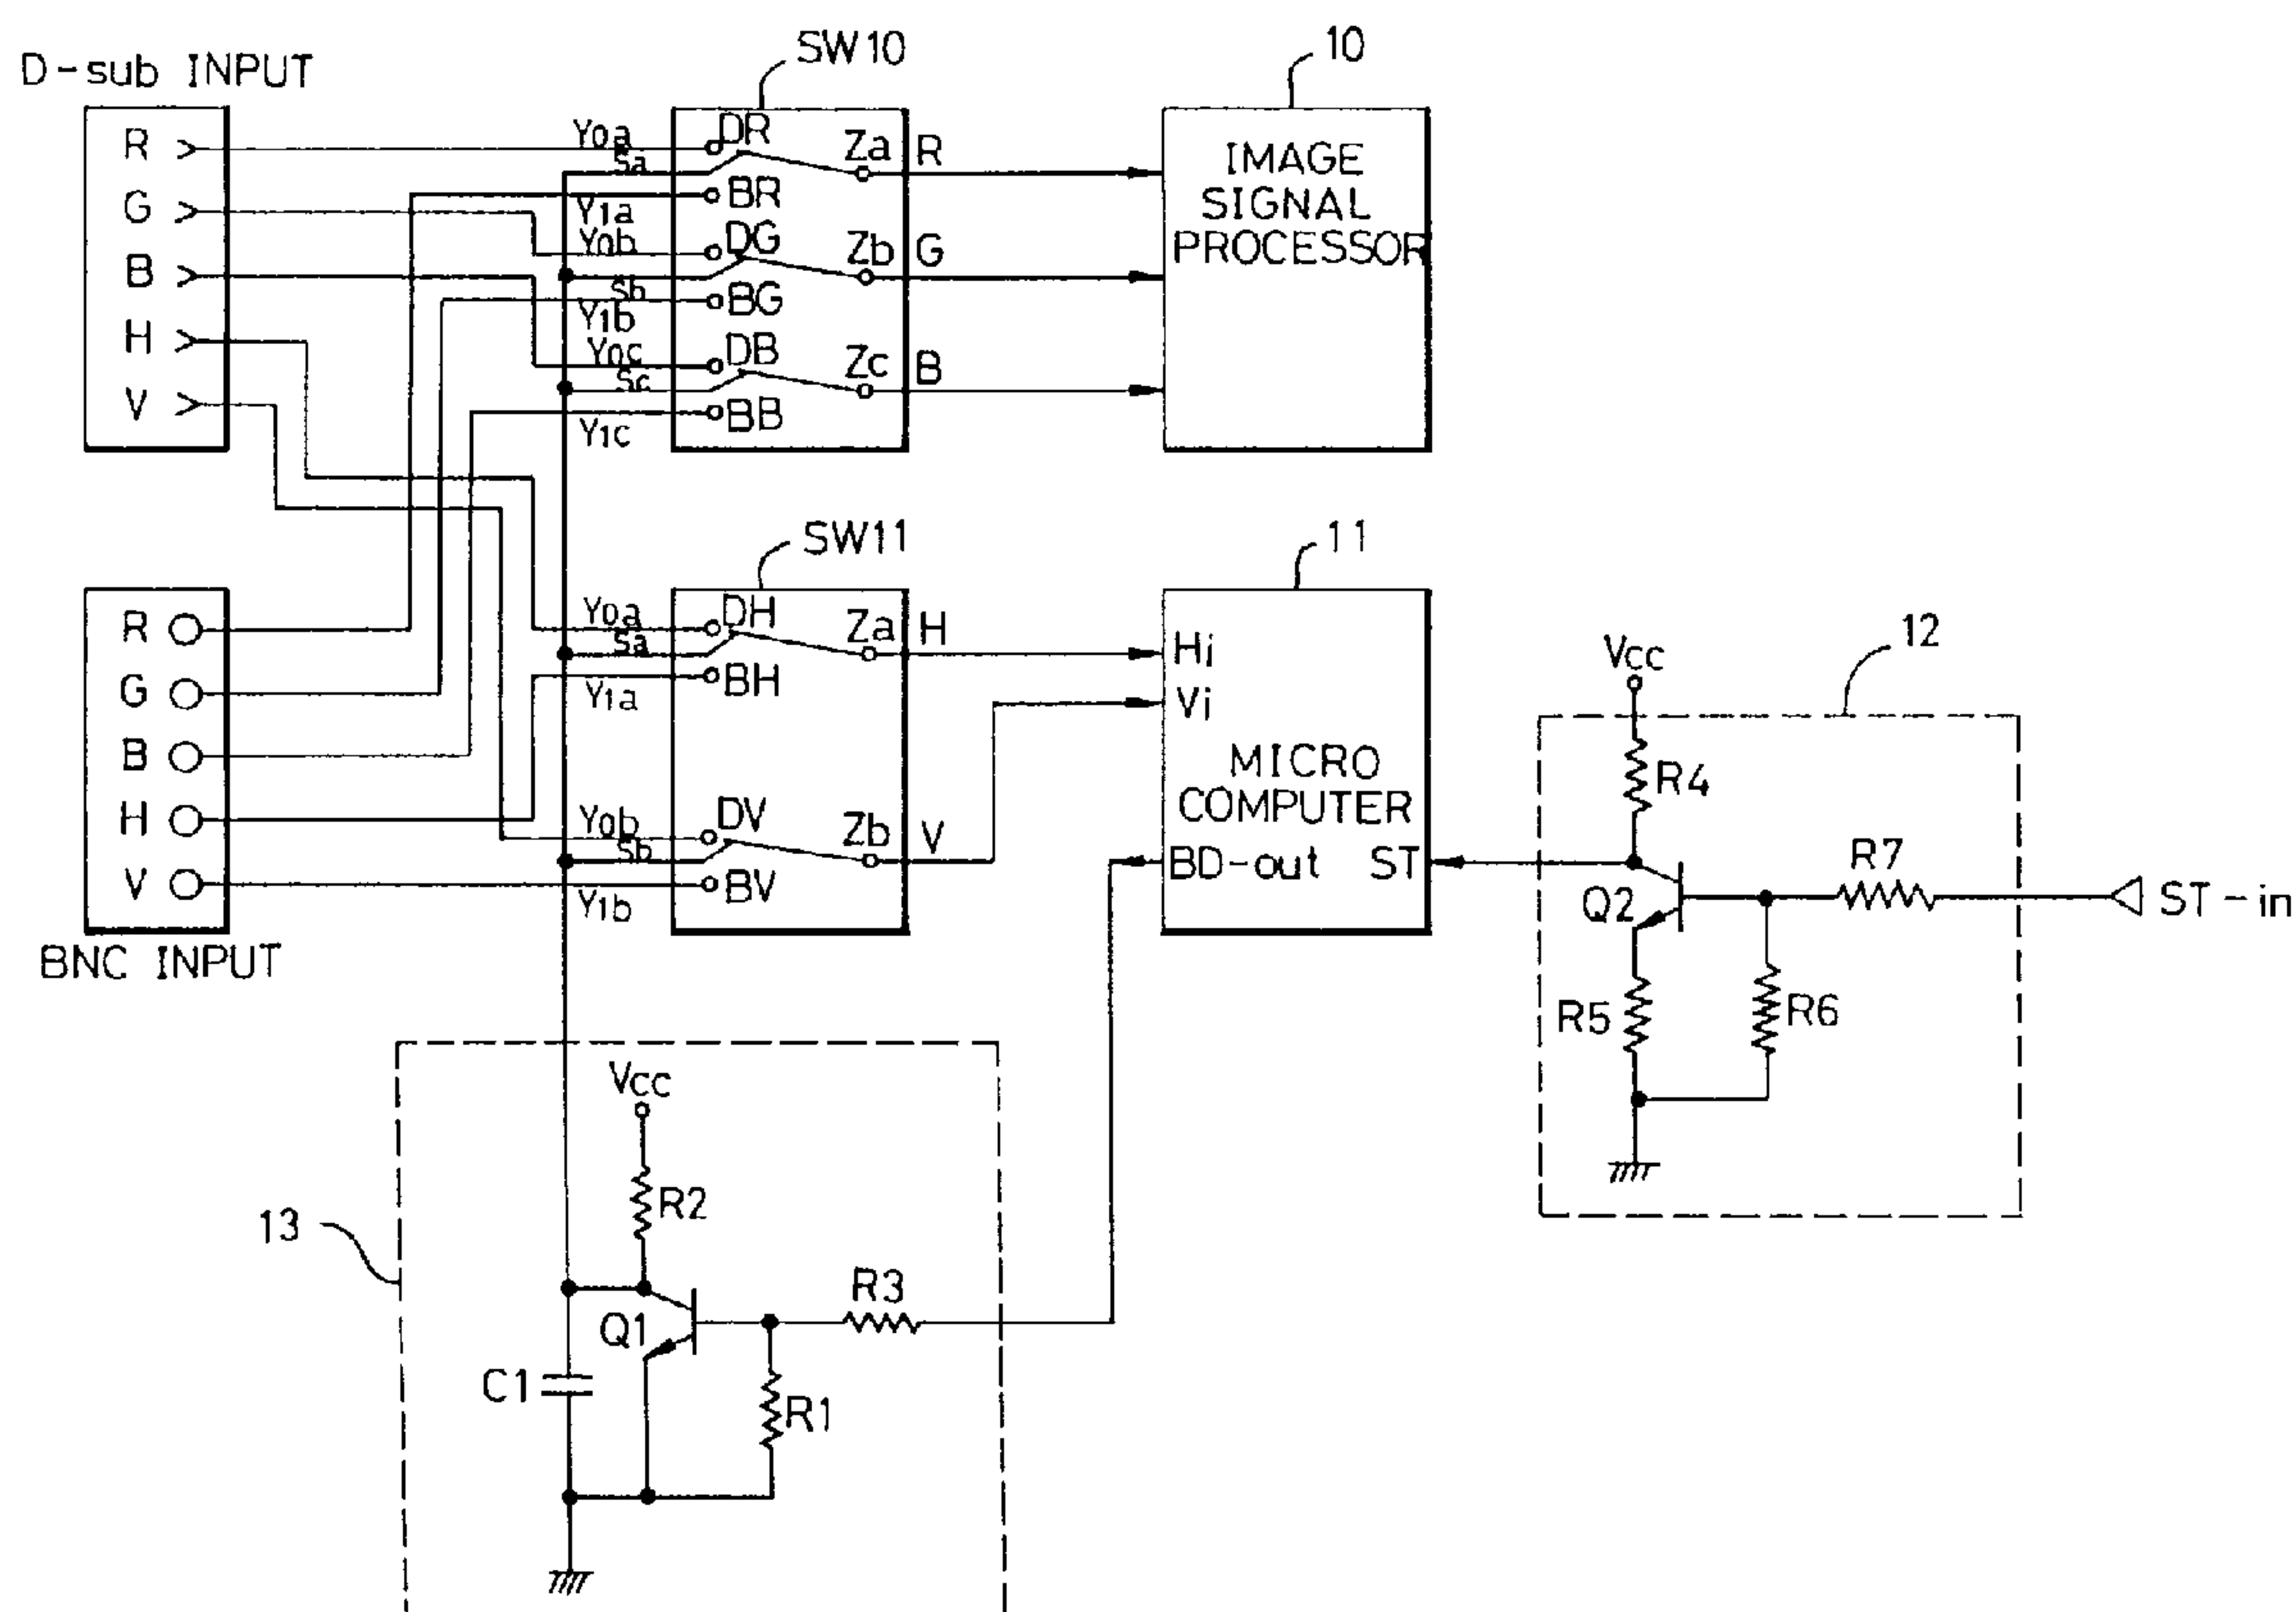 D-sub INPUT
R
G
B
H
V
BNC INPUT
R
G
B
H
V
SW10
Y0a
Sa
Y1a
Y0b
Sb
Y1b
Y0c
Sc
Y1c
DR
BR
DG
BG
DB
BB
Za
R
Zb
G
Zc
B
10
IMAGE
SIGNAL
PROCESSOR
SW11
Y0a
Sa
Y1a
Y0b
Sb
Y1b
DH
BH
DV
BV
Za
H
Zb
V
11
Hi
Vi
MICRO
COMPUTER
BD-out
ST
12
Vcc
R4
Q2
R7
ST-in
R5
R6
13
Vcc
R2
Q1
R3
C1
R1